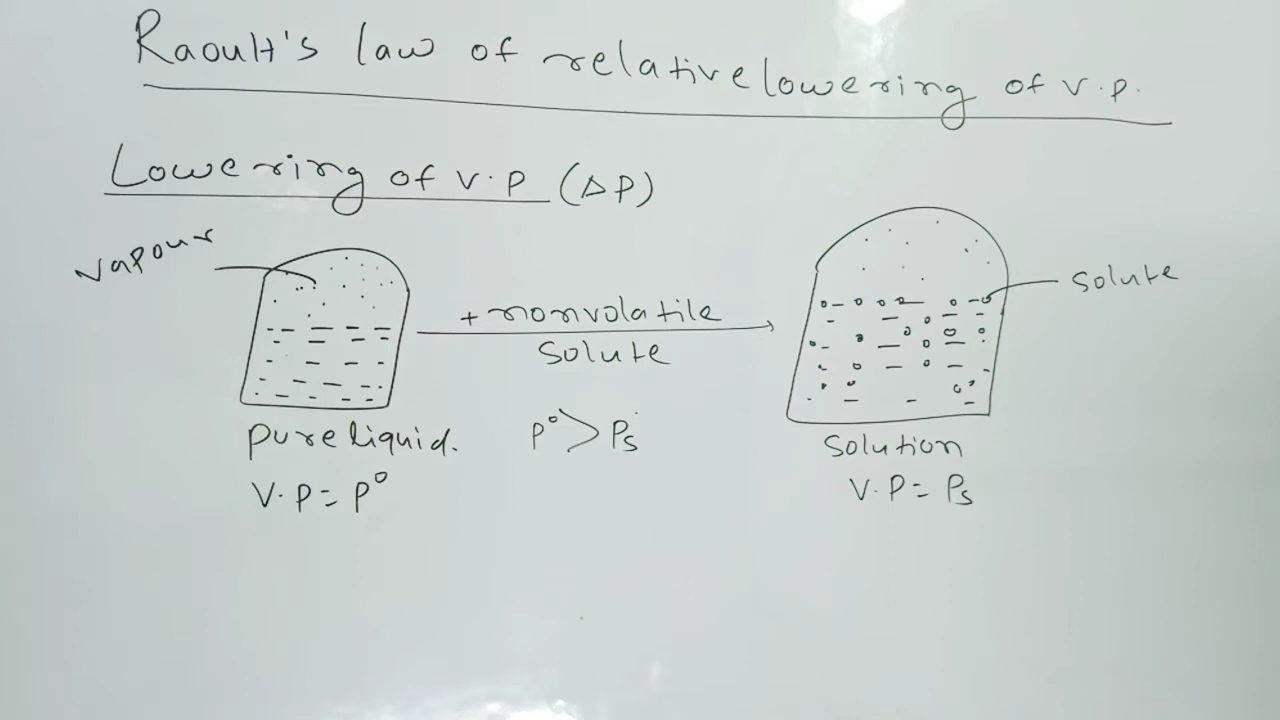 Raoult's law of relative lowering of v.p.
Lowering of v.p (ΔP)
vapour
+ nonvolatile
solute
solute
pure liquid.
p° > Ps
solution
V.P = p°
V.P = Ps